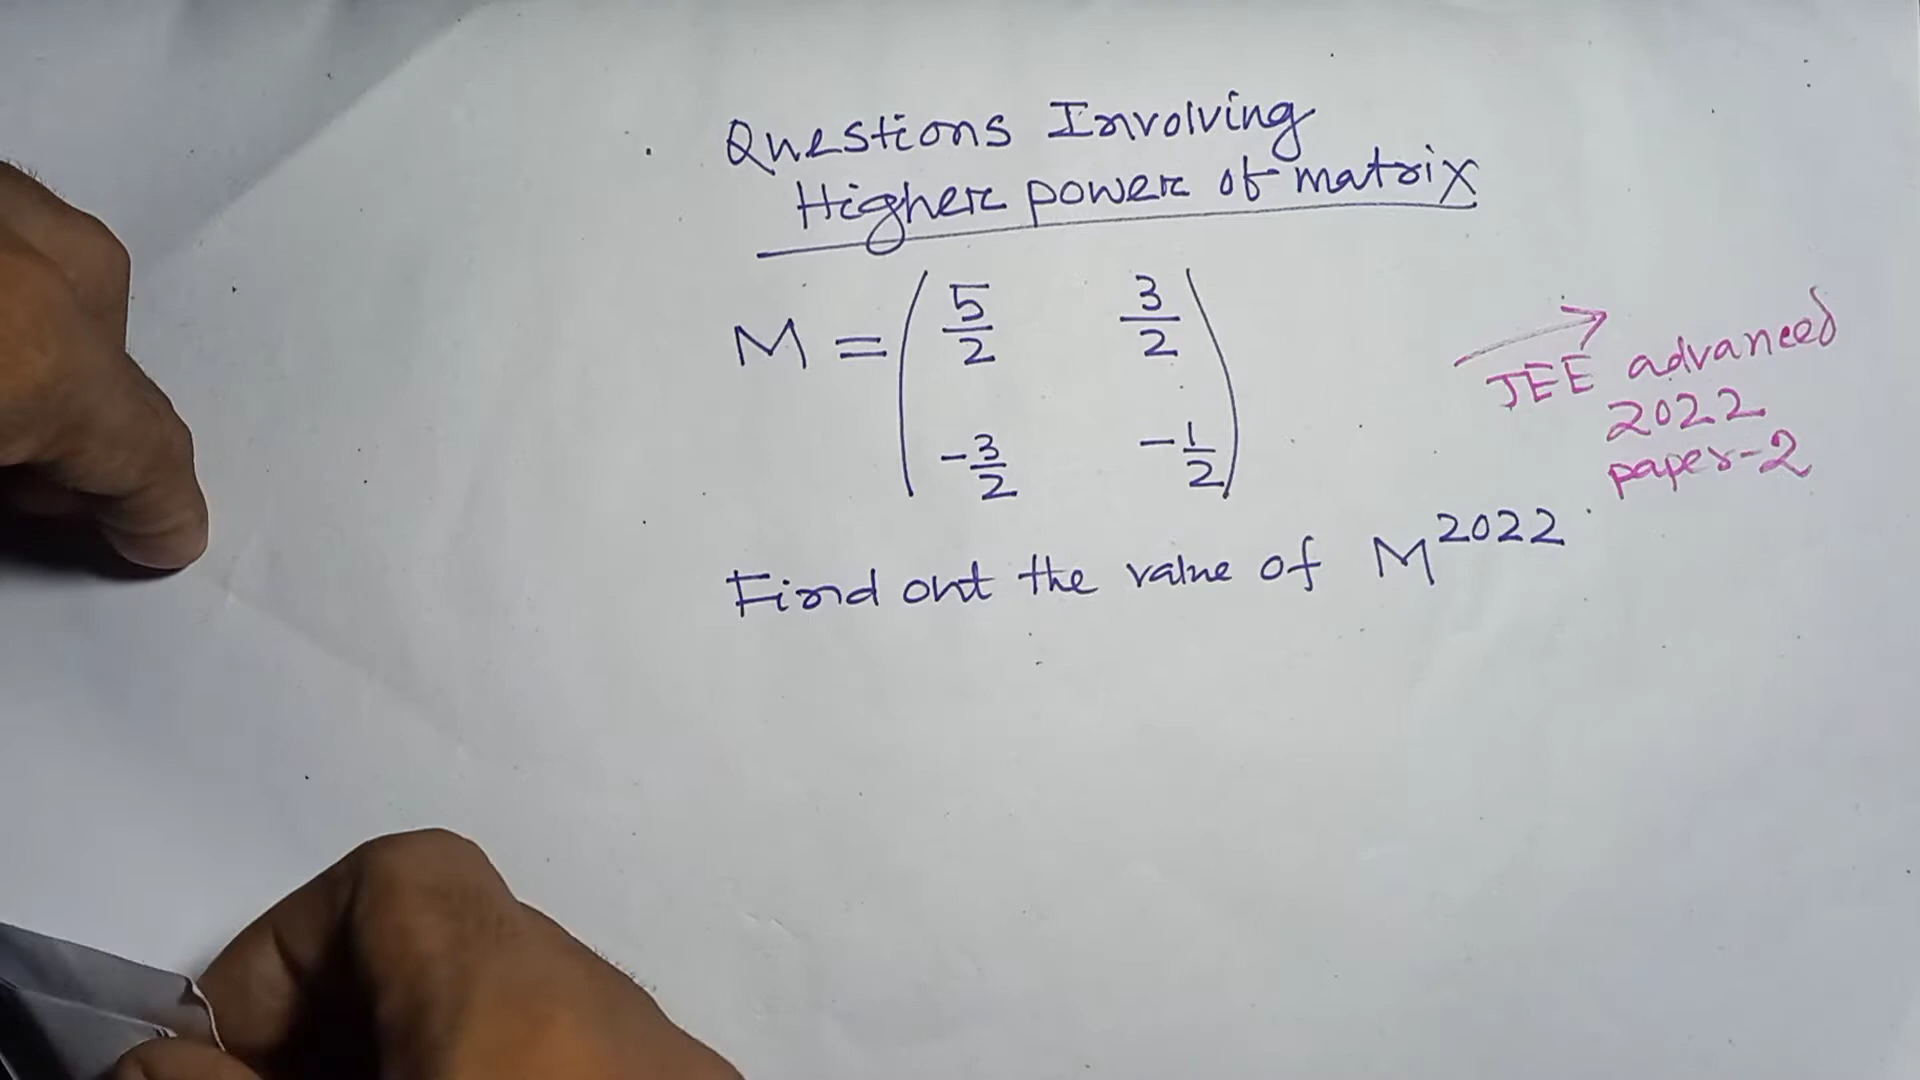 Questions Involving
Higher power of matrix
M = ( 5/2 3/2
-3/2 -1/2 )
JEE advanced
2022
paper-2
Find out the value of M^2022